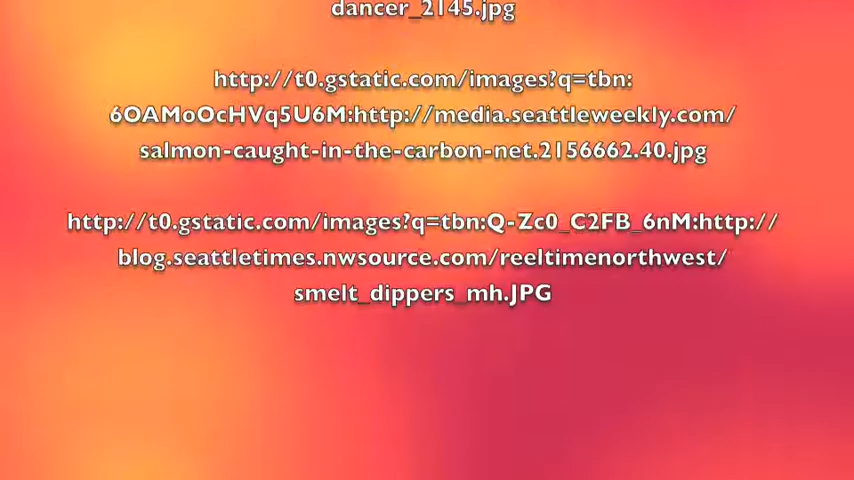 dancer_2145.jpg
http://t0.gstatic.com/images?q=tbn:
6OAMoOcHVq5U6M:http://media.seattleweekly.com/
salmon-caught-in-the-carbon-net.2156662.40.jpg
http://t0.gstatic.com/images?q=tbn:Q-Zc0_C2FB_6nM:http://
blog.seattletimes.nwsource.com/reeltimenorthwest/
smelt_dippers_mh.JPG